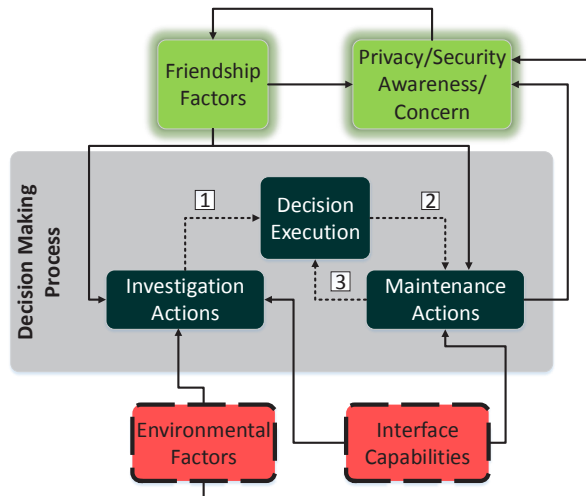 Friendship
Factors
Privacy/Security
Awareness/
Concern
Decision Making
Process
1
Decision
Execution
2
3
Investigation
Actions
Maintenance
Actions
Environmental
Factors
Interface
Capabilities